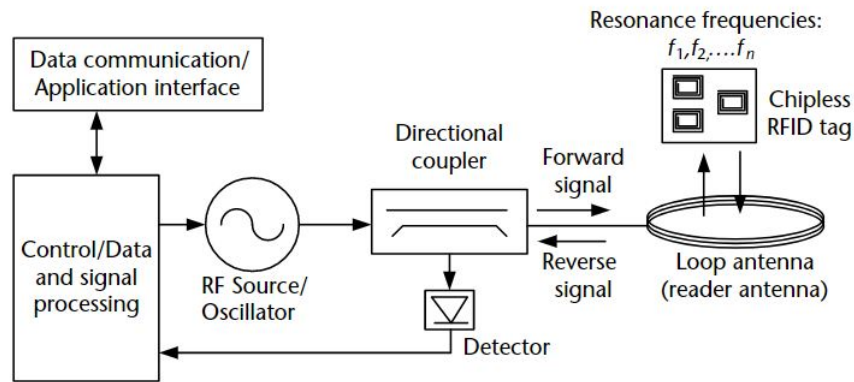 Resonance frequencies:
f1,f2,....fn
Data communication/
Application interface
Chipless
RFID tag
Directional
coupler
Forward
signal
Control/Data
and signal
processing
RF Source/
Oscillator
Reverse
signal
Loop antenna
(reader antenna)
Detector